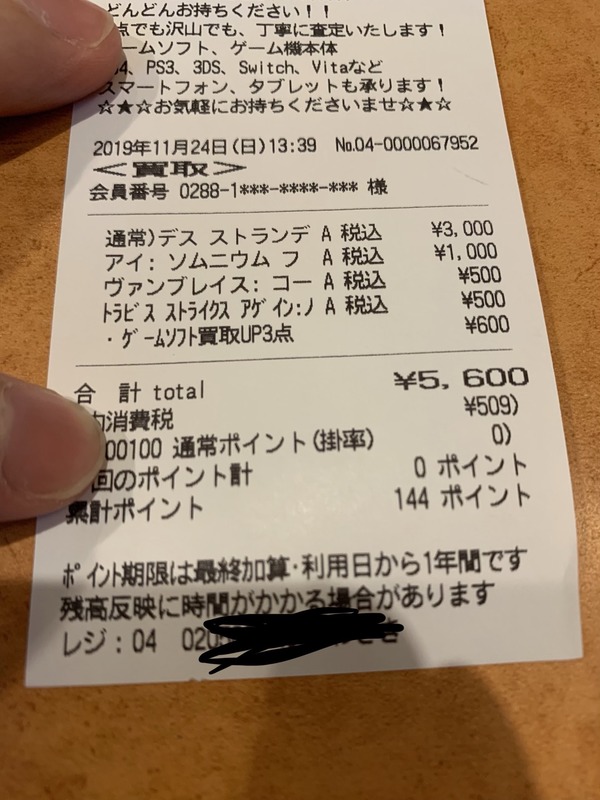 どんどんお持ちください！！
点でも沢山でも、丁寧に査定いたします！
ームソフト、ゲーム機本体
4、PS3、3DS、Switch、Vitaなど
スマートフォン、タブレットも承ります！
☆★☆お気軽にお持ちくださいませ☆★☆
2019年11月24日(日)13:39 No.04-0000067952
＜買取＞
会員番号 0288-1***-****-*** 様
通常)デス ストランデ A 税込 ¥3,000
アイ: ソムニウム フ A 税込 ¥1,000
ヴァンブレイス: コー A 税込 ¥500
トラビス ストライクス アゲイン:ノ A 税込 ¥500
・ゲームソフト買取UP3点 ¥600
合 計 total ¥5,600
内消費税 ¥509)
00100 通常ポイント(掛率) 0)
回のポイント計 0 ポイント
集計ポイント 144 ポイント
ポイント期限は最終加算・利用日から1年間です
残高反映に時間がかかる場合があります
レジ：04 020